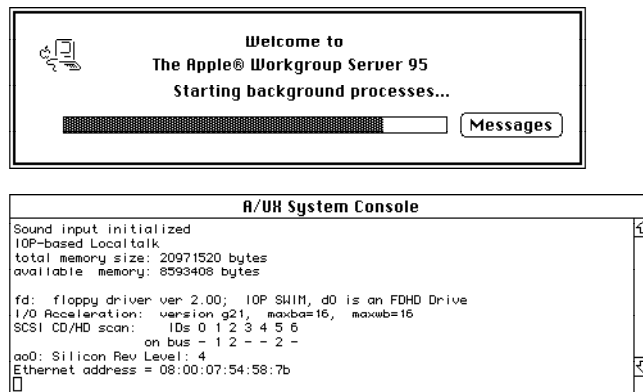 Welcome to
The Apple® Workgroup Server 95
Starting background processes...
Messages
A/UX System Console
Sound input initialized
IOP-based Localtalk
total memory size: 20971520 bytes
available  memory: 8593408 bytes
fd:  floppy driver ver 2.00;  IOP SWIM, d0 is an FDHD Drive
I/O Acceleration:  version g21,  maxba=16,  maxwb=16
SCSI CD/HD scan:    IDs 0 1 2 3 4 5 6
on bus - 1 2 - - 2 -
ao0: Silicon Rev Level: 4
Ethernet address = 08:00:07:54:58:7b